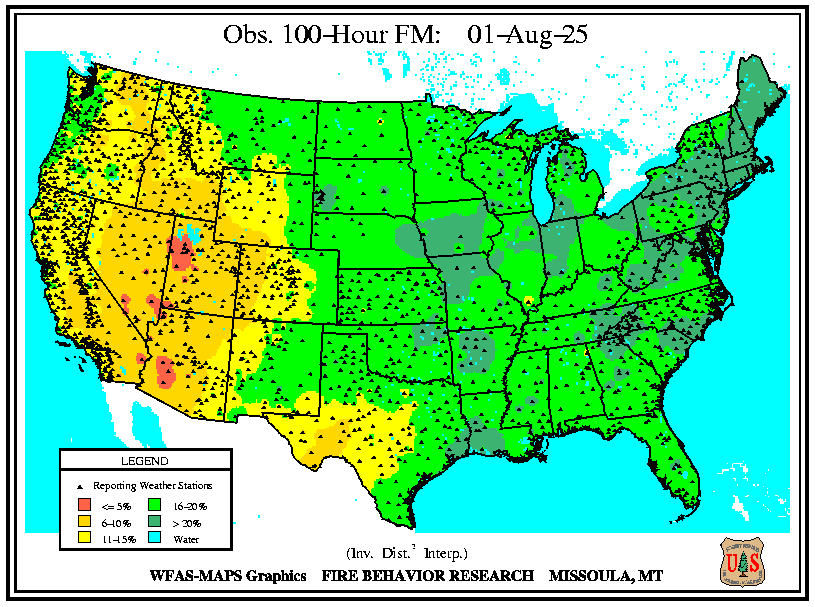 Obs. 100-Hour FM: 01-Aug-25
LEGEND
Reporting Weather Stations
<= 5% 16-20%
6-10% > 20%
11-15% Water
(Inv. Dist.² Interp.)
WFAS-MAPS Graphics FIRE BEHAVIOR RESEARCH MISSOULA, MT
U S